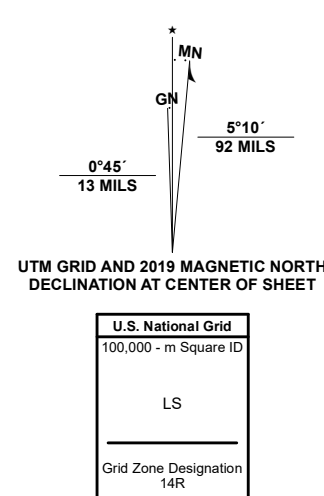 ★
MN
GN
5°10´
92 MILS
0°45´
13 MILS
UTM GRID AND 2019 MAGNETIC NORTH
DECLINATION AT CENTER OF SHEET
U.S. National Grid
100,000 - m Square ID
LS
Grid Zone Designation
14R